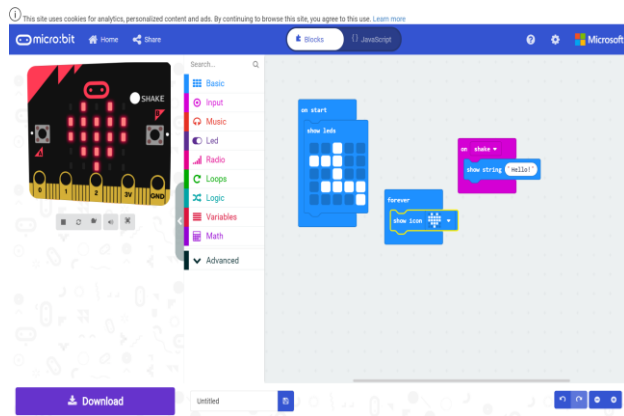 This site uses cookies for analytics, personalized content and ads. By continuing to browse this site, you agree to this use. Learn more
micro:bit Home Share Blocks {} JavaScript ? Microsoft
Search...
Basic
Input
Music
Led
Radio
Loops
Logic
Variables
Math
Advanced
SHAKE
B
A
0 1 2 3V GND
on start
show leds
on shake
show string "Hello!"
forever
show icon
Download
Untitled